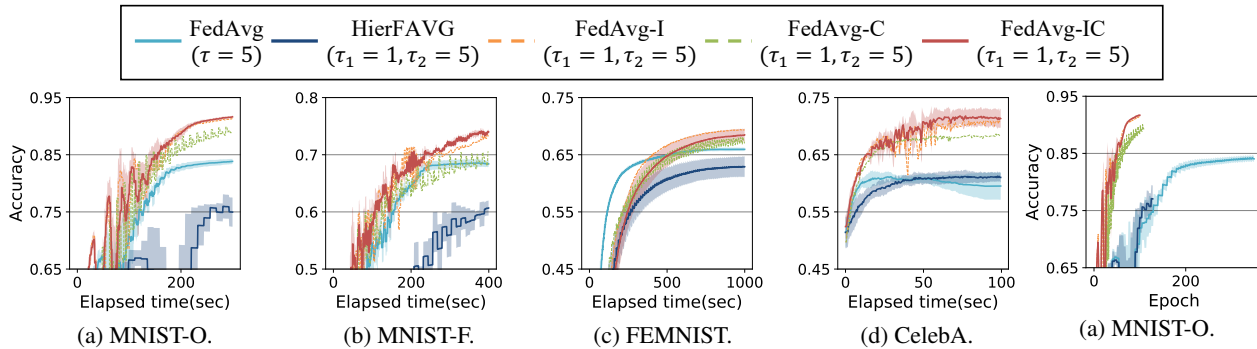 FedAvg HierFAVG FedAvg-I FedAvg-C FedAvg-IC
(τ = 5) (τ₁ = 1, τ₂ = 5) (τ₁ = 1, τ₂ = 5) (τ₁ = 1, τ₂ = 5) (τ₁ = 1, τ₂ = 5)
0.95 0.8 0.75 0.75 0.95
0.85 0.7 0.65 0.65 0.85
0.75 0.6 0.55 0.55 0.75
0.65 0.5 0.45 0.45 0.65
Accuracy Accuracy
200 0 200 400 0 500 1000 0 50 100 0 200
Elapsed time(sec) Elapsed time(sec) Elapsed time(sec) Elapsed time(sec) Epoch
(a) MNIST-O. (b) MNIST-F. (c) FEMNIST. (d) CelebA. (a) MNIST-O.